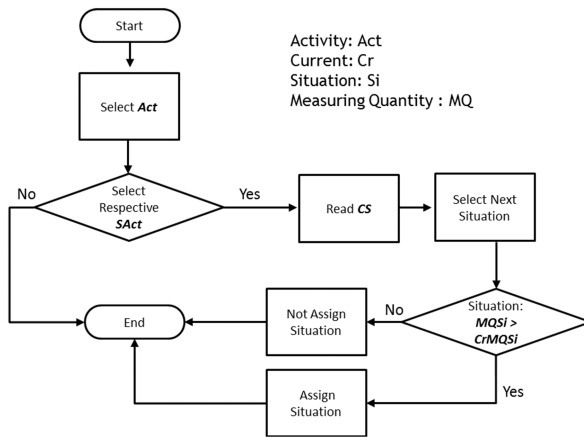 Start
Activity: Act
Current: Cr
Situation: Si
Measuring Quantity : MQ
Select Act
No
Select
Respective
SAct
Yes
Read CS
Select Next
Situation
Situation:
MQSi >
CrMQSi
No
Not Assign
Situation
End
Yes
Assign
Situation